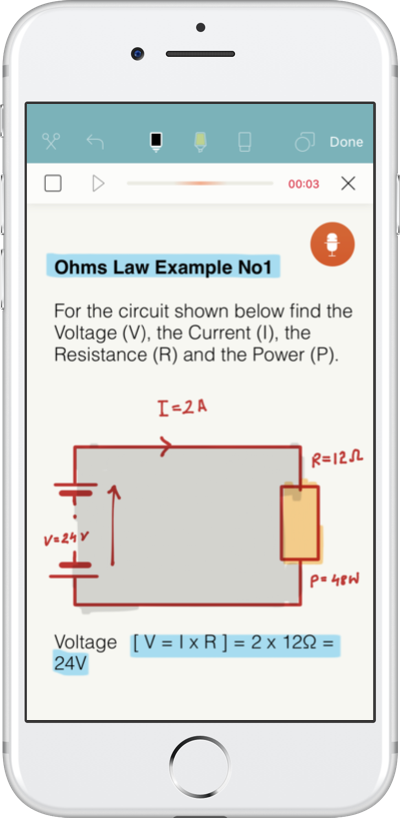 Done
00:03
Ohms Law Example No1
For the circuit shown below find the
Voltage (V), the Current (I), the
Resistance (R) and the Power (P).
I=2A
R=12Ω
V=24V
P=48W
Voltage [ V = I x R ] = 2 x 12Ω =
24V